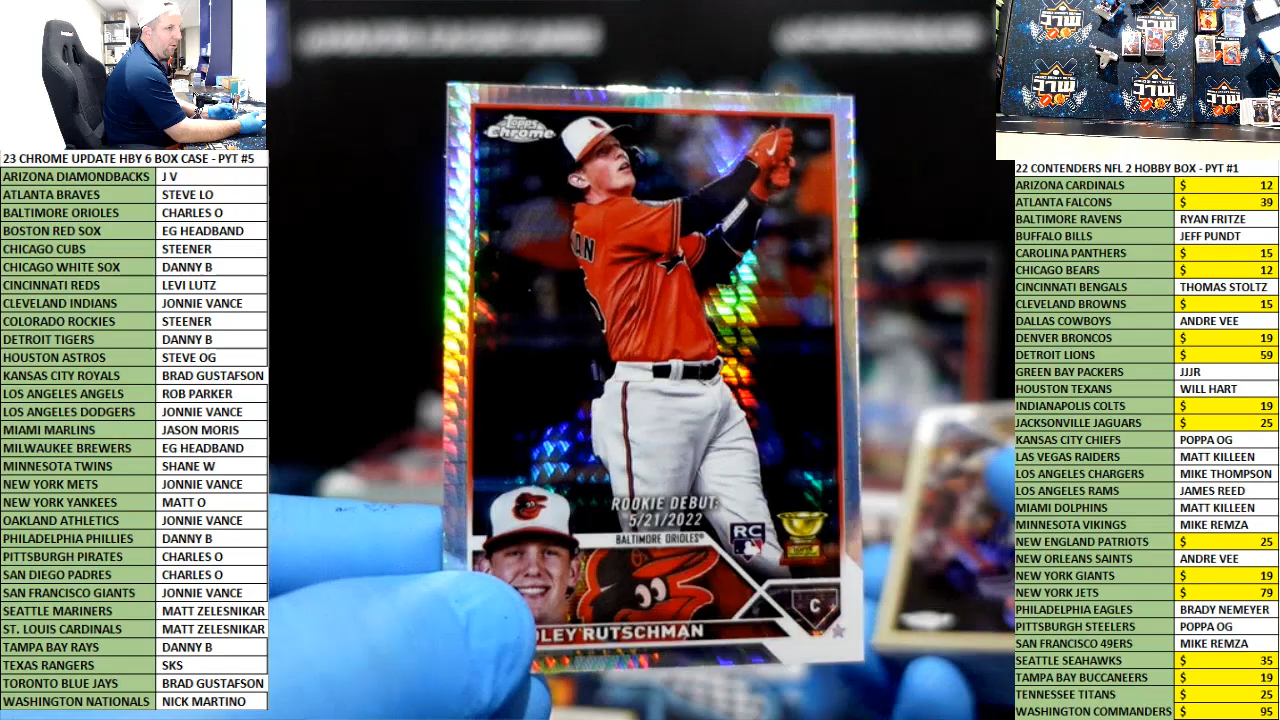 23 CHROME UPDATE HBY 6 BOX CASE - PYT #5
ARIZONA DIAMONDBACKS J V
ATLANTA BRAVES STEVE LO
BALTIMORE ORIOLES CHARLES O
BOSTON RED SOX EG HEADBAND
CHICAGO CUBS STEENER
CHICAGO WHITE SOX DANNY B
CINCINNATI REDS LEVI LUTZ
CLEVELAND INDIANS JONNIE VANCE
COLORADO ROCKIES STEENER
DETROIT TIGERS DANNY B
HOUSTON ASTROS STEVE OG
KANSAS CITY ROYALS BRAD GUSTAFSON
LOS ANGELES ANGELS ROB PARKER
LOS ANGELES DODGERS JONNIE VANCE
MIAMI MARLINS JASON MORIS
MILWAUKEE BREWERS EG HEADBAND
MINNESOTA TWINS SHANE W
NEW YORK METS JONNIE VANCE
NEW YORK YANKEES MATT O
OAKLAND ATHLETICS JONNIE VANCE
PHILADELPHIA PHILLIES DANNY B
PITTSBURGH PIRATES CHARLES O
SAN DIEGO PADRES CHARLES O
SAN FRANCISCO GIANTS JONNIE VANCE
SEATTLE MARINERS MATT ZELESNIKAR
ST. LOUIS CARDINALS MATT ZELESNIKAR
TAMPA BAY RAYS DANNY B
TEXAS RANGERS SKS
TORONTO BLUE JAYS BRAD GUSTAFSON
WASHINGTON NATIONALS NICK MARTINO
Topps
Chrome
ROOKIE DEBUT:
5/21/2022
BALTIMORE ORIOLES
RC
C
DLEY RUTSCHMAN
22 CONTENDERS NFL 2 HOBBY BOX - PYT #1
ARIZONA CARDINALS $ 12
ATLANTA FALCONS $ 39
BALTIMORE RAVENS RYAN FRITZE
BUFFALO BILLS JEFF PUNDT
CAROLINA PANTHERS $ 15
CHICAGO BEARS $ 12
CINCINNATI BENGALS THOMAS STOLTZ
CLEVELAND BROWNS $ 15
DALLAS COWBOYS ANDRE VEE
DENVER BRONCOS $ 19
DETROIT LIONS $ 59
GREEN BAY PACKERS JJJR
HOUSTON TEXANS WILL HART
INDIANAPOLIS COLTS $ 19
JACKSONVILLE JAGUARS $ 25
KANSAS CITY CHIEFS POPPA OG
LAS VEGAS RAIDERS MATT KILLEEN
LOS ANGELES CHARGERS MIKE THOMPSON
LOS ANGELES RAMS JAMES REED
MIAMI DOLPHINS MATT KILLEEN
MINNESOTA VIKINGS MIKE REMZA
NEW ENGLAND PATRIOTS $ 25
NEW ORLEANS SAINTS ANDRE VEE
NEW YORK GIANTS $ 19
NEW YORK JETS $ 79
PHILADELPHIA EAGLES BRADY NEMEYER
PITTSBURGH STEELERS POPPA OG
SAN FRANCISCO 49ERS MIKE REMZA
SEATTLE SEAHAWKS $ 35
TAMPA BAY BUCCANEERS $ 19
TENNESSEE TITANS $ 25
WASHINGTON COMMANDERS $ 95